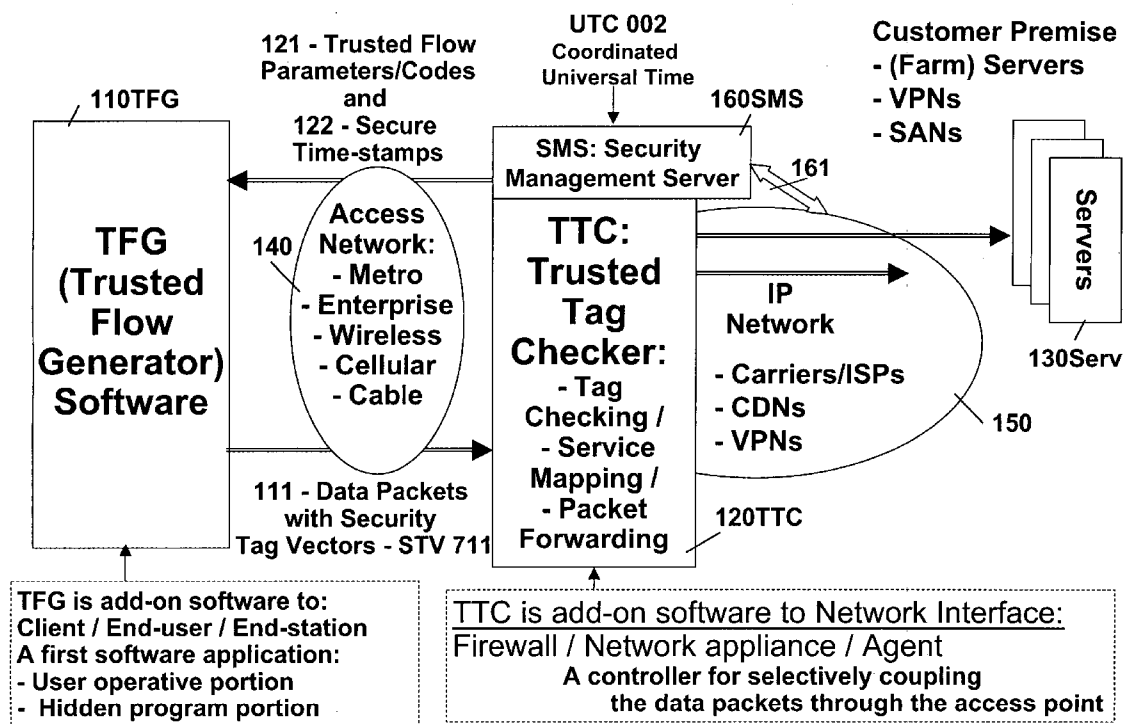 110TFG
TFG
(Trusted
Flow
Generator)
Software
121 - Trusted Flow
Parameters/Codes
and
122 - Secure
Time-stamps
140
Access
Network:
- Metro
- Enterprise
- Wireless
- Cellular
- Cable
111 - Data Packets
with Security
Tag Vectors - STV 711
UTC 002
Coordinated
Universal Time
160SMS
SMS: Security
Management Server
161
TTC:
Trusted
Tag
Checker:
- Tag
Checking /
- Service
Mapping /
- Packet
Forwarding
120TTC
IP
Network
- Carriers/ISPs
- CDNs
- VPNs
150
Customer Premise
- (Farm) Servers
- VPNs
- SANs
Servers
130Serv
TFG is add-on software to:
Client / End-user / End-station
A first software application:
- User operative portion
- Hidden program portion
TTC is add-on software to Network Interface:
Firewall / Network appliance / Agent
A controller for selectively coupling
the data packets through the access point